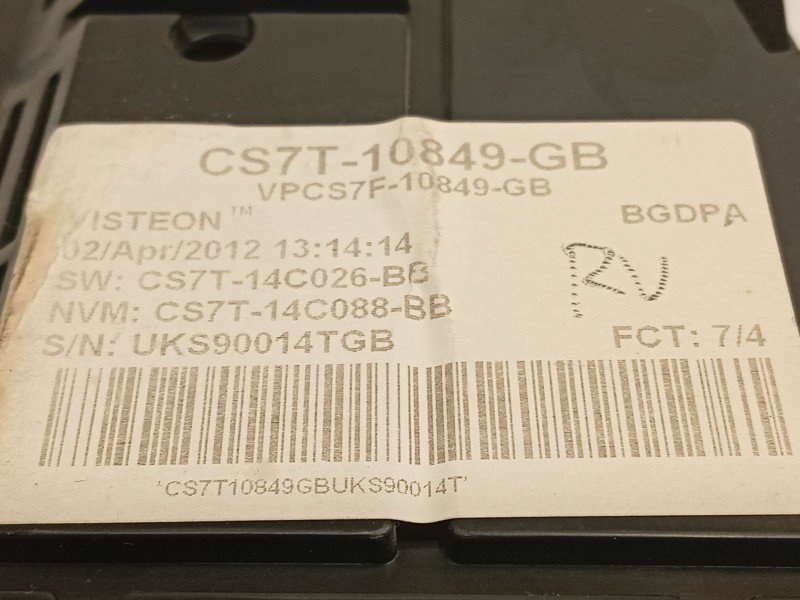 CS7T-10849-GB
VPCS7F-10849-GB
VISTEON™ BGDPA
02/Apr/2012 13:14:14
SW: CS7T-14C026-BB
NVM: CS7T-14C088-BB
S/N: UKS90014TGB FCT: 7/4
*CS7T10849GBUKS90014T*